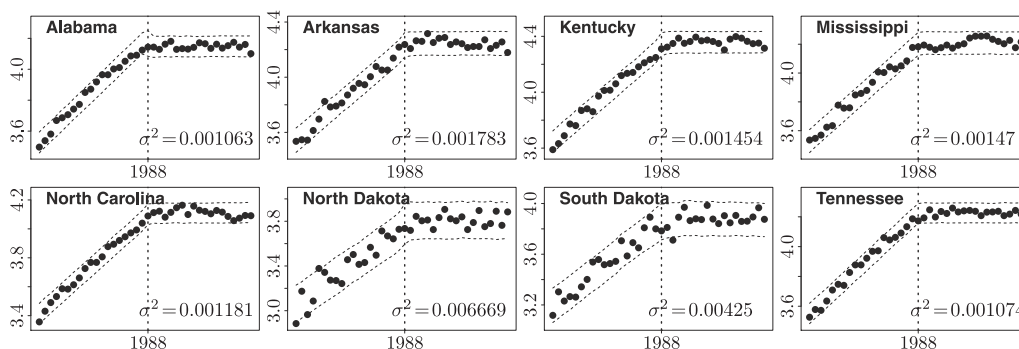 Alabama
4.0
3.6
σ²=0.001063
1988
Arkansas
4.4
4.0
3.6
σ²=0.001783
1988
Kentucky
4.4
4.0
3.6
σ²=0.001454
1988
Mississippi
4.0
3.6
σ²=0.00147
1988
North Carolina
4.2
3.8
3.4
σ²=0.001181
1988
North Dakota
3.8
3.4
3.0
σ²=0.006669
1988
South Dakota
4.0
3.6
3.2
σ²=0.00425
1988
Tennessee
4.0
3.6
σ²=0.001074
1988